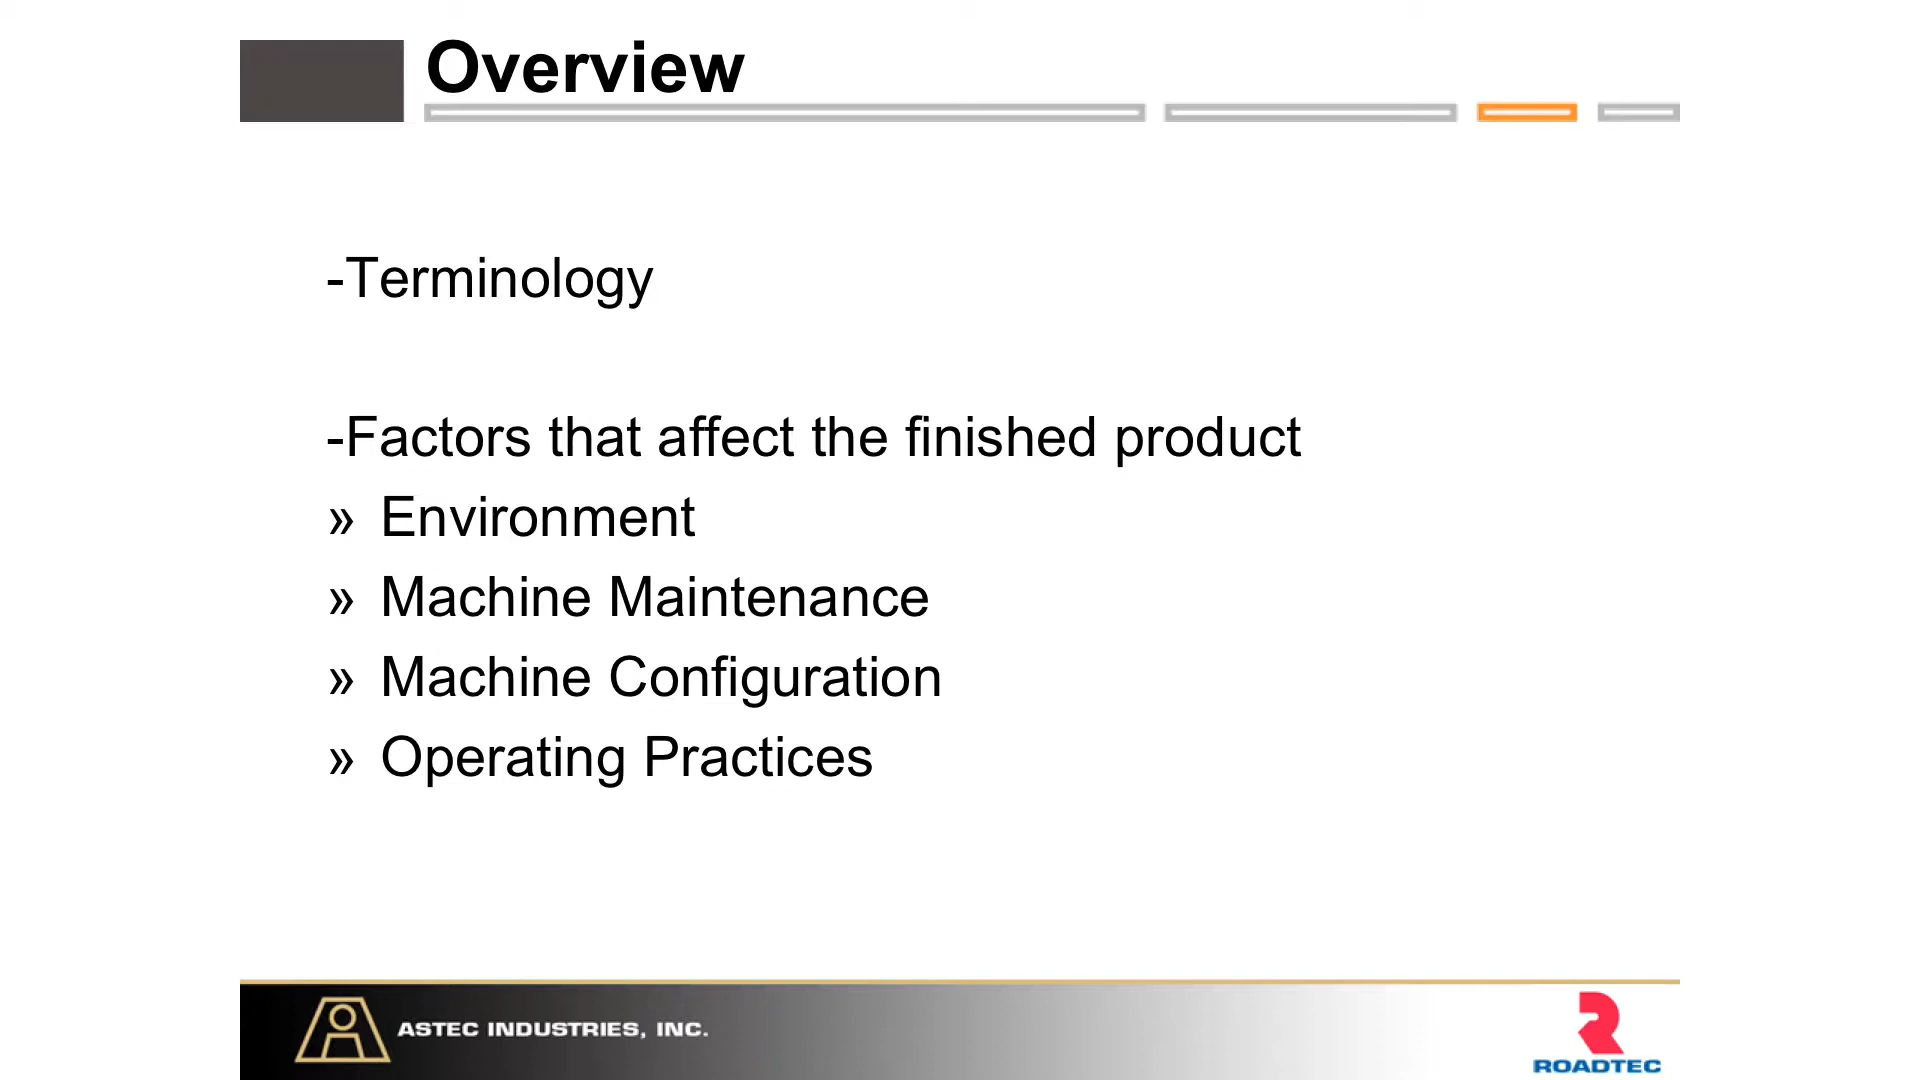 Overview
-Terminology
-Factors that affect the finished product
» Environment
» Machine Maintenance
» Machine Configuration
» Operating Practices
ASTEC INDUSTRIES, INC.
ROADTEC